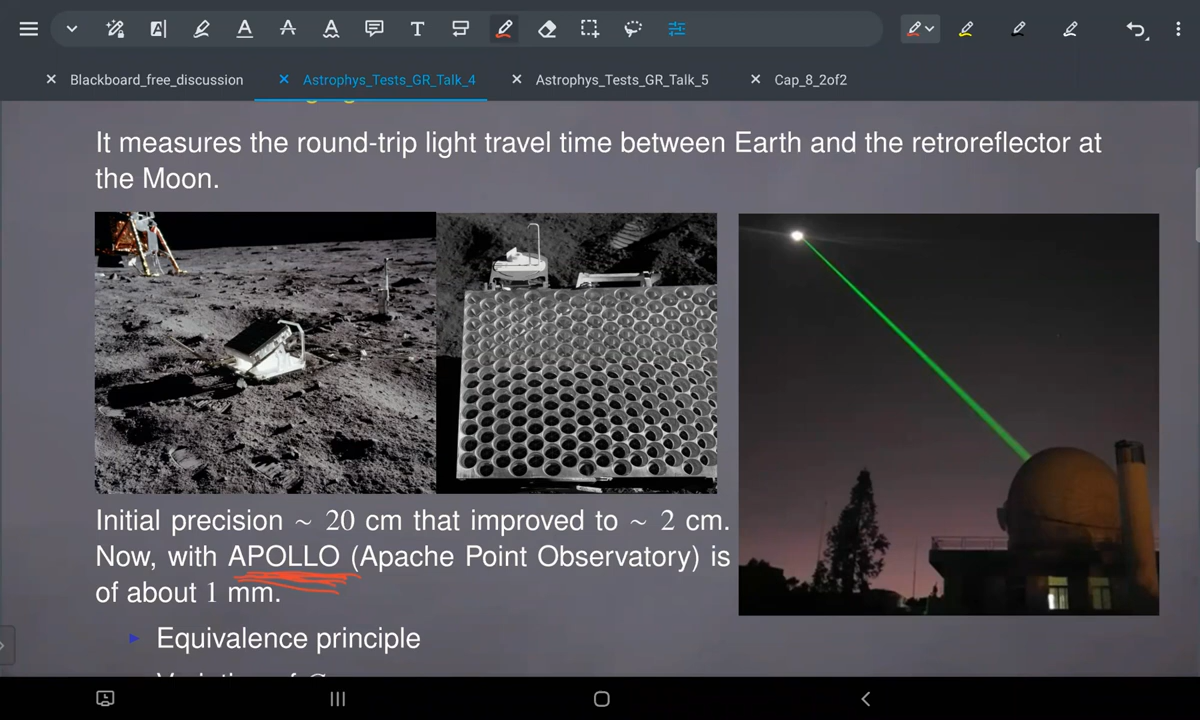 Blackboard_free_discussion
Astrophys_Tests_GR_Talk_4
Astrophys_Tests_GR_Talk_5
Cap_8_2of2
It measures the round-trip light travel time between Earth and the retroreflector at
the Moon.
Initial precision ∼ 20 cm that improved to ∼ 2 cm.
Now, with APOLLO (Apache Point Observatory) is
of about 1 mm.
Equivalence principle